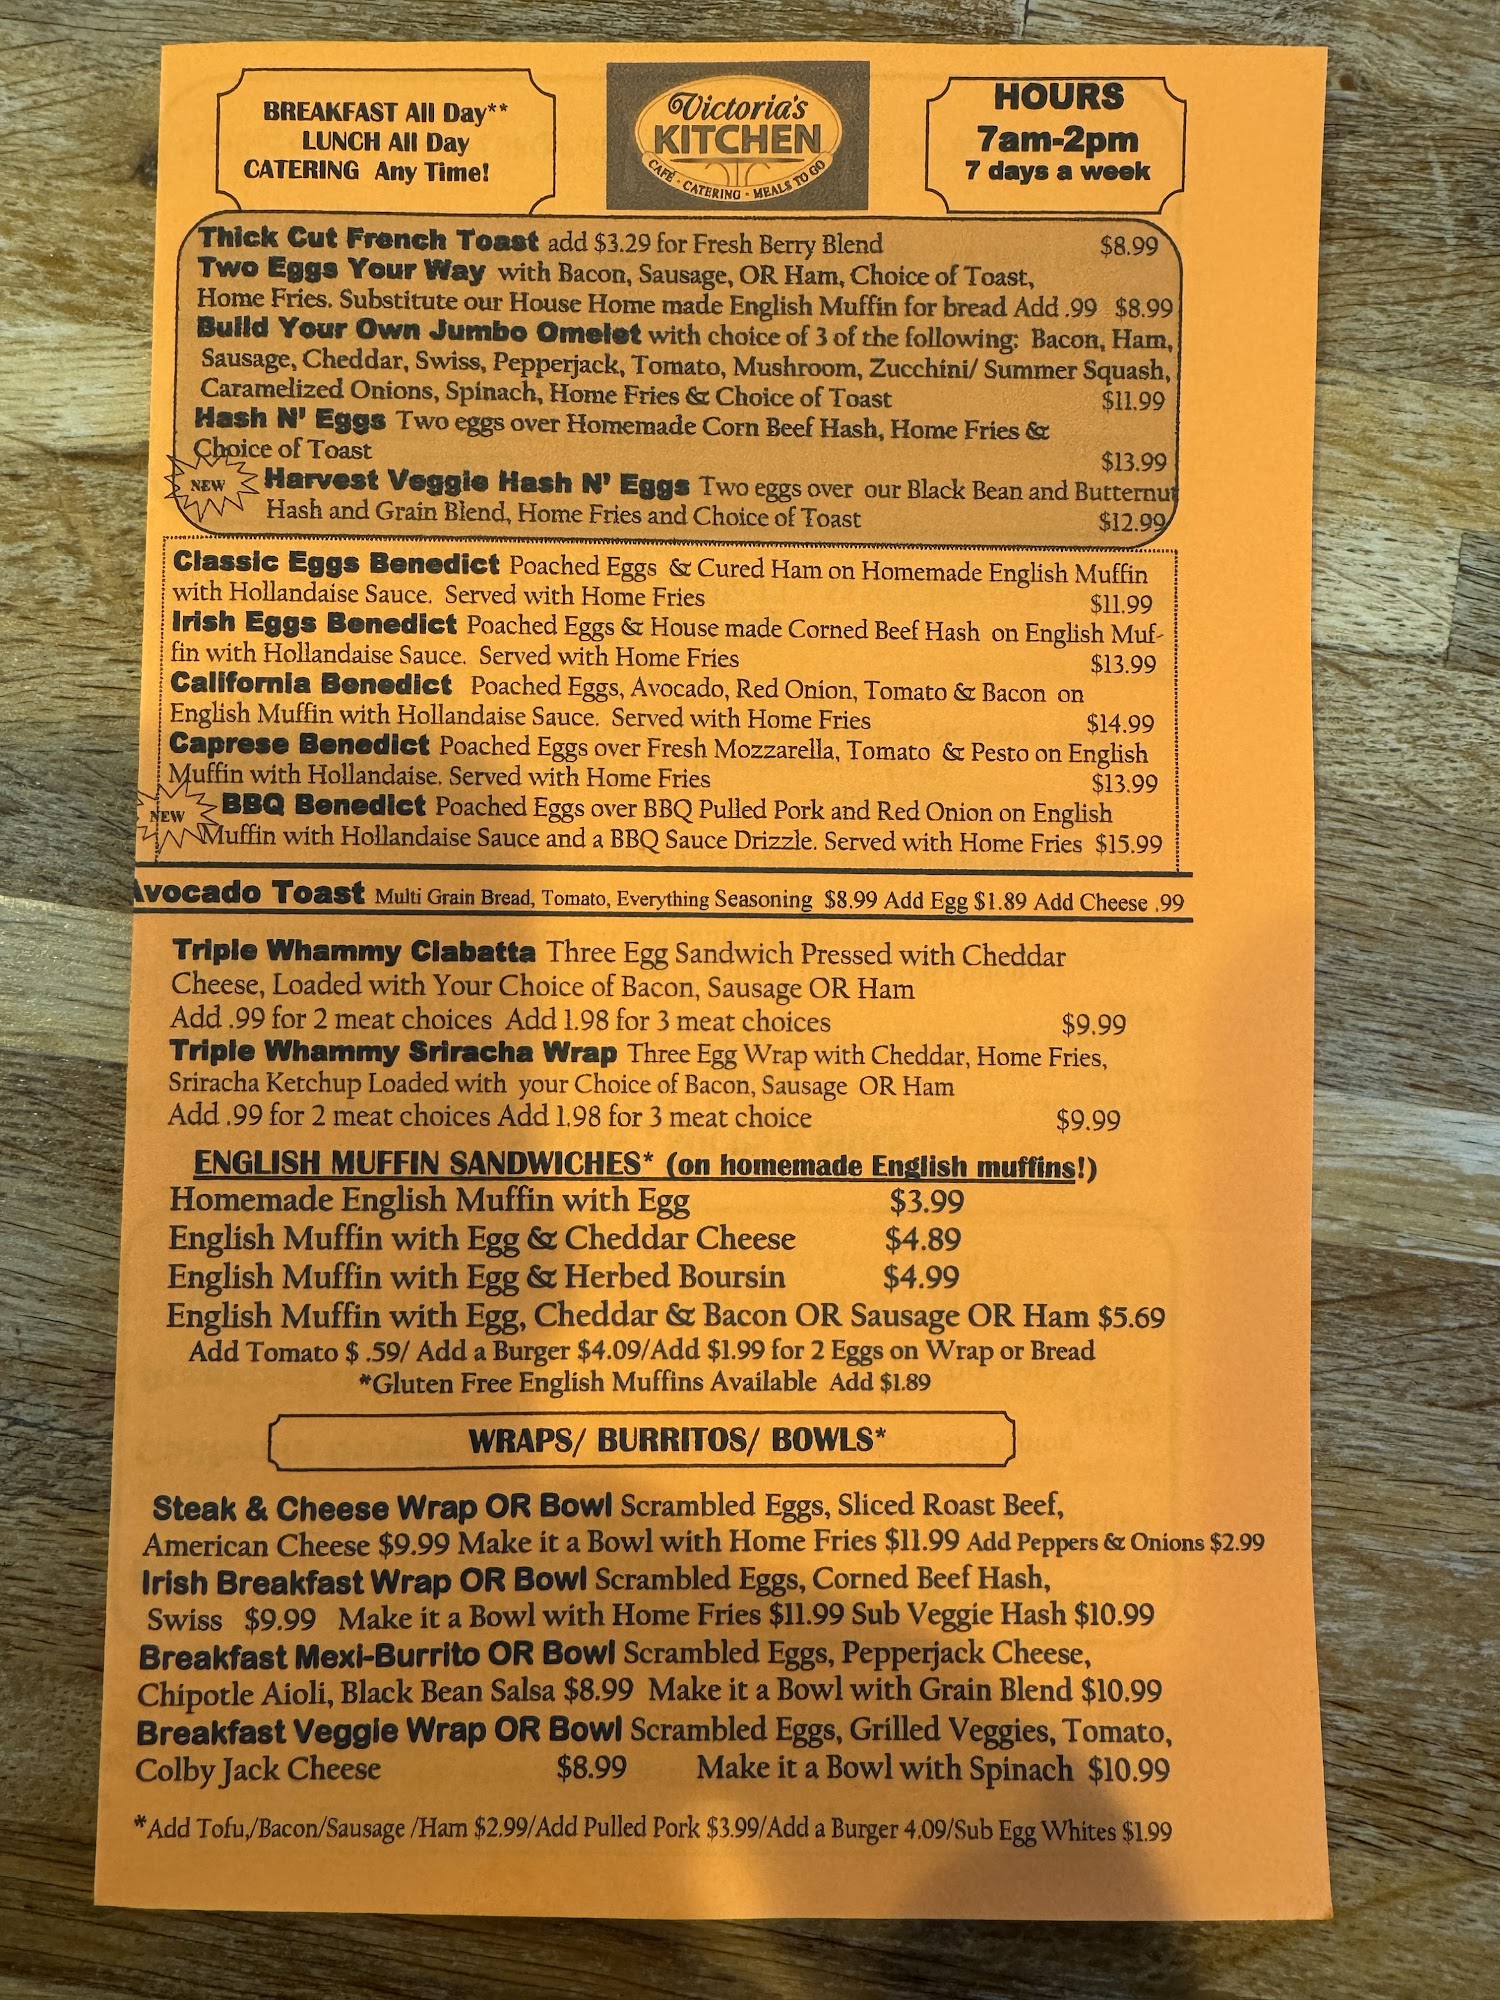 BREAKFAST All Day**
LUNCH All Day
CATERING Any Time!
Victoria's
KITCHEN
CAFÉ · CATERING · MEALS TO GO
HOURS
7am-2pm
7 days a week
Thick Cut French Toast add $3.29 for Fresh Berry Blend $8.99
Two Eggs Your Way with Bacon, Sausage, OR Ham, Choice of Toast,
Home Fries. Substitute our House Home made English Muffin for bread Add .99 $8.99
Build Your Own Jumbo Omelet with choice of 3 of the following: Bacon, Ham,
Sausage, Cheddar, Swiss, Pepperjack, Tomato, Mushroom, Zucchini/ Summer Squash,
Caramelized Onions, Spinach, Home Fries & Choice of Toast $11.99
Hash N' Eggs Two eggs over Homemade Corn Beef Hash, Home Fries &
Choice of Toast $13.99
NEW Harvest Veggie Hash N' Eggs Two eggs over our Black Bean and Butternut
Hash and Grain Blend, Home Fries and Choice of Toast $12.99
Classic Eggs Benedict Poached Eggs & Cured Ham on Homemade English Muffin
with Hollandaise Sauce. Served with Home Fries $11.99
Irish Eggs Benedict Poached Eggs & House made Corned Beef Hash on English Muf-
fin with Hollandaise Sauce. Served with Home Fries $13.99
California Benedict Poached Eggs, Avocado, Red Onion, Tomato & Bacon on
English Muffin with Hollandaise Sauce. Served with Home Fries $14.99
Caprese Benedict Poached Eggs over Fresh Mozzarella, Tomato & Pesto on English
Muffin with Hollandaise. Served with Home Fries $13.99
NEW BBQ Benedict Poached Eggs over BBQ Pulled Pork and Red Onion on English
Muffin with Hollandaise Sauce and a BBQ Sauce Drizzle. Served with Home Fries $15.99
Avocado Toast Multi Grain Bread, Tomato, Everything Seasoning $8.99 Add Egg $1.89 Add Cheese .99
Triple Whammy Ciabatta Three Egg Sandwich Pressed with Cheddar
Cheese, Loaded with Your Choice of Bacon, Sausage OR Ham
Add .99 for 2 meat choices Add 1.98 for 3 meat choices $9.99
Triple Whammy Sriracha Wrap Three Egg Wrap with Cheddar, Home Fries,
Sriracha Ketchup Loaded with your Choice of Bacon, Sausage OR Ham
Add .99 for 2 meat choices Add 1.98 for 3 meat choice $9.99
ENGLISH MUFFIN SANDWICHES* (on homemade English muffins!)
Homemade English Muffin with Egg $3.99
English Muffin with Egg & Cheddar Cheese $4.89
English Muffin with Egg & Herbed Boursin $4.99
English Muffin with Egg, Cheddar & Bacon OR Sausage OR Ham $5.69
Add Tomato $ .59/ Add a Burger $4.09/Add $1.99 for 2 Eggs on Wrap or Bread
*Gluten Free English Muffins Available Add $1.89
WRAPS/ BURRITOS/ BOWLS*
Steak & Cheese Wrap OR Bowl Scrambled Eggs, Sliced Roast Beef,
American Cheese $9.99 Make it a Bowl with Home Fries $11.99 Add Peppers & Onions $2.99
Irish Breakfast Wrap OR Bowl Scrambled Eggs, Corned Beef Hash,
Swiss $9.99 Make it a Bowl with Home Fries $11.99 Sub Veggie Hash $10.99
Breakfast Mexi-Burrito OR Bowl Scrambled Eggs, Pepperjack Cheese,
Chipotle Aioli, Black Bean Salsa $8.99 Make it a Bowl with Grain Blend $10.99
Breakfast Veggie Wrap OR Bowl Scrambled Eggs, Grilled Veggies, Tomato,
Colby Jack Cheese $8.99 Make it a Bowl with Spinach $10.99
*Add Tofu,/Bacon/Sausage /Ham $2.99/Add Pulled Pork $3.99/Add a Burger 4.09/Sub Egg Whites $1.99